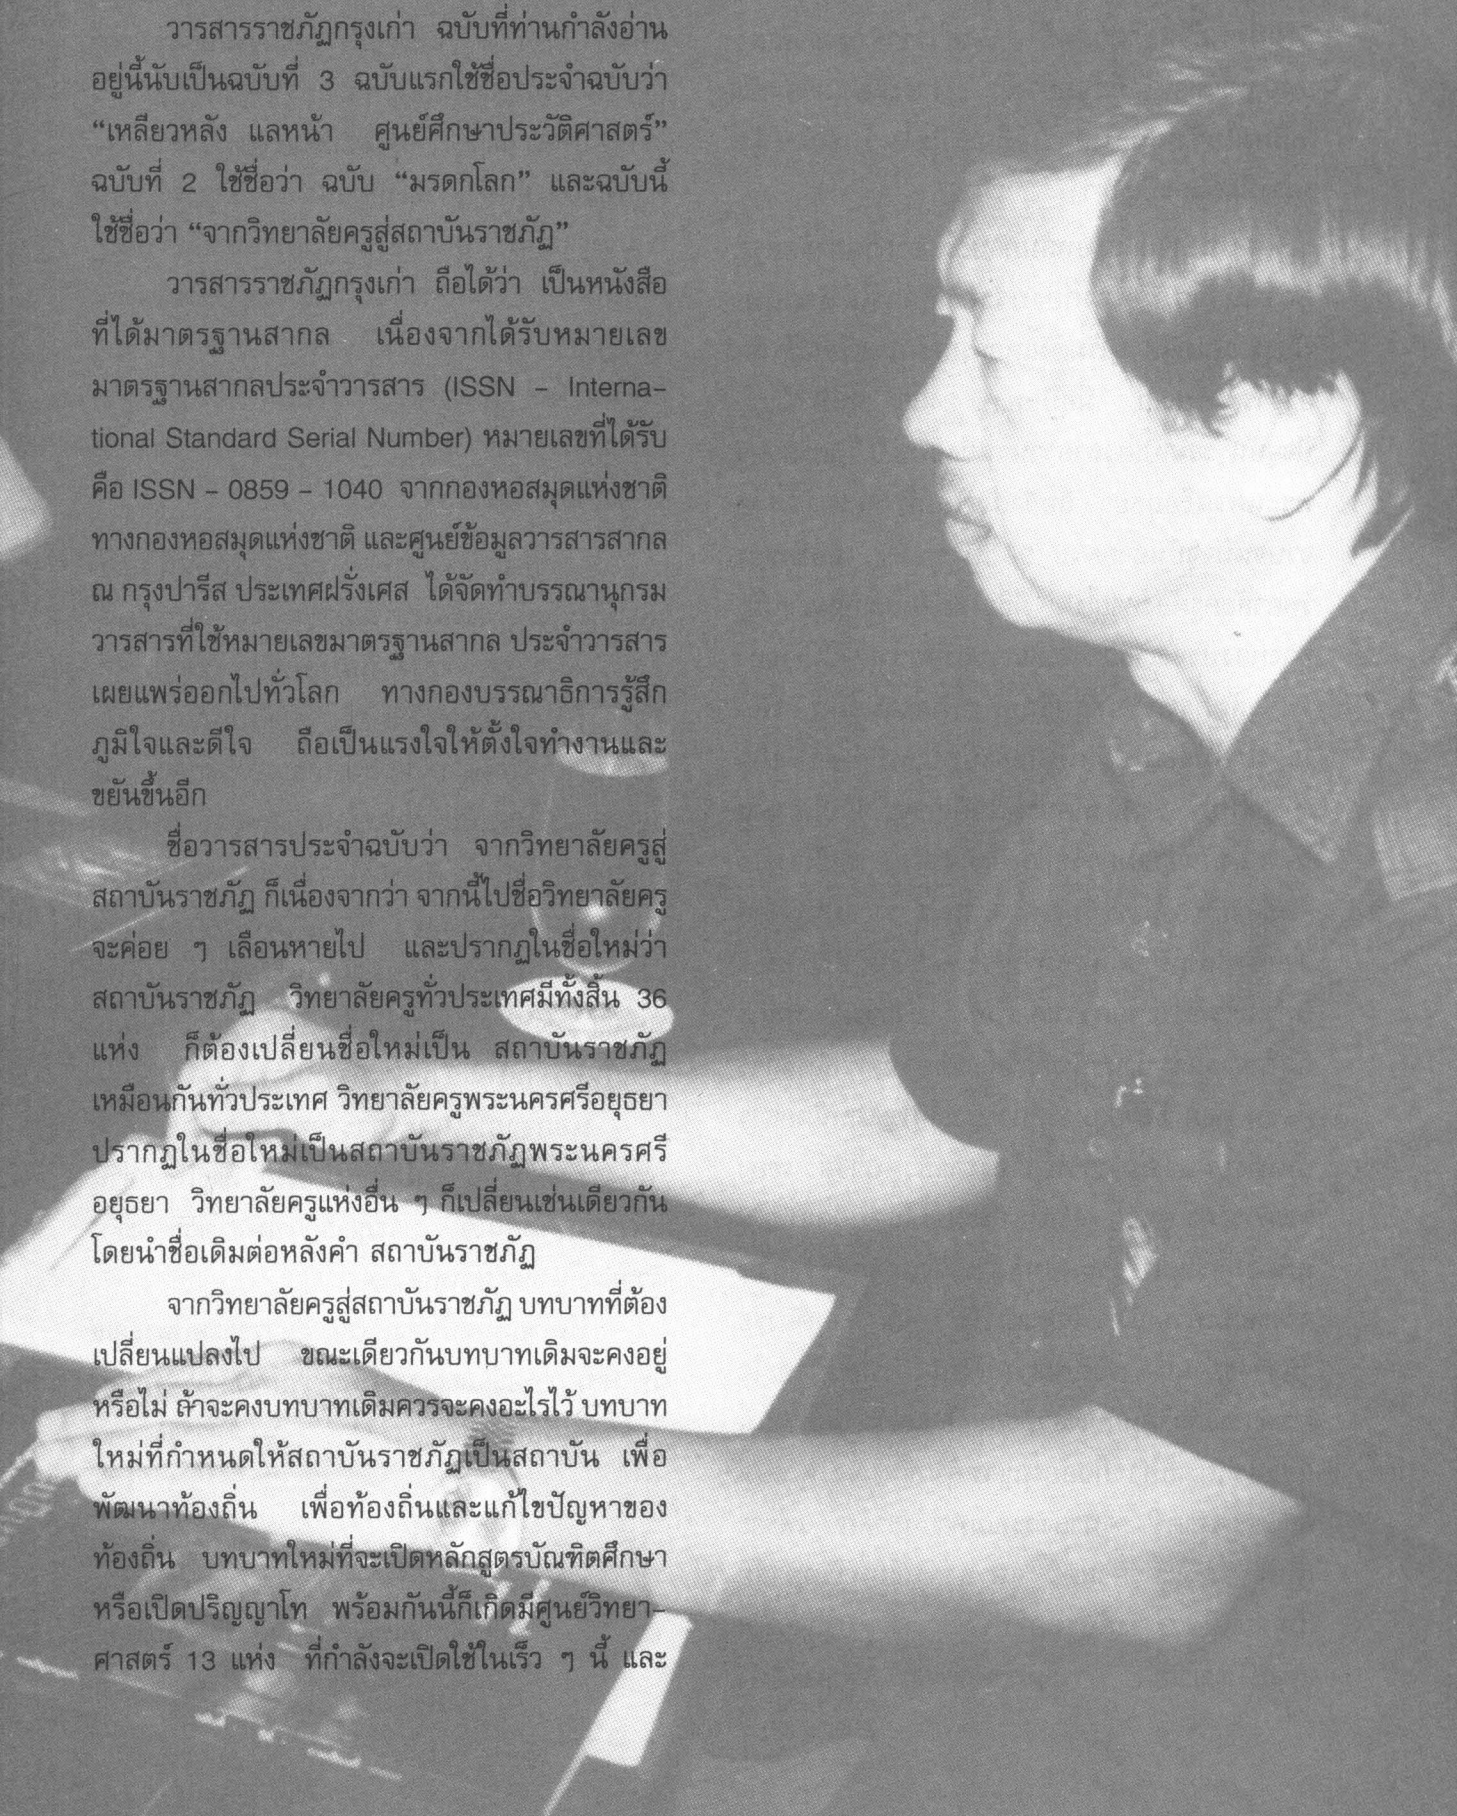 วารสารราชภัฏกรุงเก่า ฉบับที่ท่านกำลังอ่าน
อยู่นี้นับเป็นฉบับที่ 3 ฉบับแรกใช้ชื่อประจำฉบับว่า
“เหลียวหลัง แลหน้า ศูนย์ศึกษาประวัติศาสตร์”
ฉบับที่ 2 ใช้ชื่อว่า ฉบับ “มรดกโลก” และฉบับนี้
ใช้ชื่อว่า “จากวิทยาลัยครูสู่สถาบันราชภัฏ”
วารสารราชภัฏกรุงเก่า ถือได้ว่า เป็นหนังสือ
ที่ได้มาตรฐานสากล เนื่องจากได้รับหมายเลข
มาตรฐานสากลประจำวารสาร (ISSN – Interna–
tional Standard Serial Number) หมายเลขที่ได้รับ
คือ ISSN – 0859 – 1040 จากกองหอสมุดแห่งชาติ
ทางกองหอสมุดแห่งชาติ และศูนย์ข้อมูลวารสารสากล
ณ กรุงปารีส ประเทศฝรั่งเศส ได้จัดทำบรรณานุกรม
วารสารที่ใช้หมายเลขมาตรฐานสากล ประจำวารสาร
เผยแพร่ออกไปทั่วโลก ทางกองบรรณาธิการรู้สึก
ภูมิใจและดีใจ ถือเป็นแรงใจให้ตั้งใจทำงานและ
ขยันขึ้นอีก
ชื่อวารสารประจำฉบับว่า จากวิทยาลัยครูสู่
สถาบันราชภัฏ ก็เนื่องจากว่า จากนี้ไปชื่อวิทยาลัยครู
จะค่อย ๆ เลือนหายไป และปรากฏในชื่อใหม่ว่า
สถาบันราชภัฏ วิทยาลัยครูทั่วประเทศมีทั้งสิ้น 36
แห่ง ก็ต้องเปลี่ยนชื่อใหม่เป็น สถาบันราชภัฏ
เหมือนกันทั่วประเทศ วิทยาลัยครูพระนครศรีอยุธยา
ปรากฏในชื่อใหม่เป็นสถาบันราชภัฏพระนครศรี
อยุธยา วิทยาลัยครูแห่งอื่น ๆ ก็เปลี่ยนเช่นเดียวกัน
โดยนำชื่อเดิมต่อหลังคำ สถาบันราชภัฏ
จากวิทยาลัยครูสู่สถาบันราชภัฏ บทบาทที่ต้อง
เปลี่ยนแปลงไป ขณะเดียวกันบทบาทเดิมจะคงอยู่
หรือไม่ ถ้าจะคงบทบาทเดิมควรจะคงอะไรไว้ บทบาท
ใหม่ที่กำหนดให้สถาบันราชภัฏเป็นสถาบัน เพื่อ
พัฒนาท้องถิ่น เพื่อท้องถิ่นและแก้ไขปัญหาของ
ท้องถิ่น บทบาทใหม่ที่จะเปิดหลักสูตรบัณฑิตศึกษา
หรือเปิดปริญญาโท พร้อมกันนี้ก็เกิดมีศูนย์วิทยา–
ศาสตร์ 13 แห่ง ที่กำลังจะเปิดใช้ในเร็ว ๆ นี้ และ